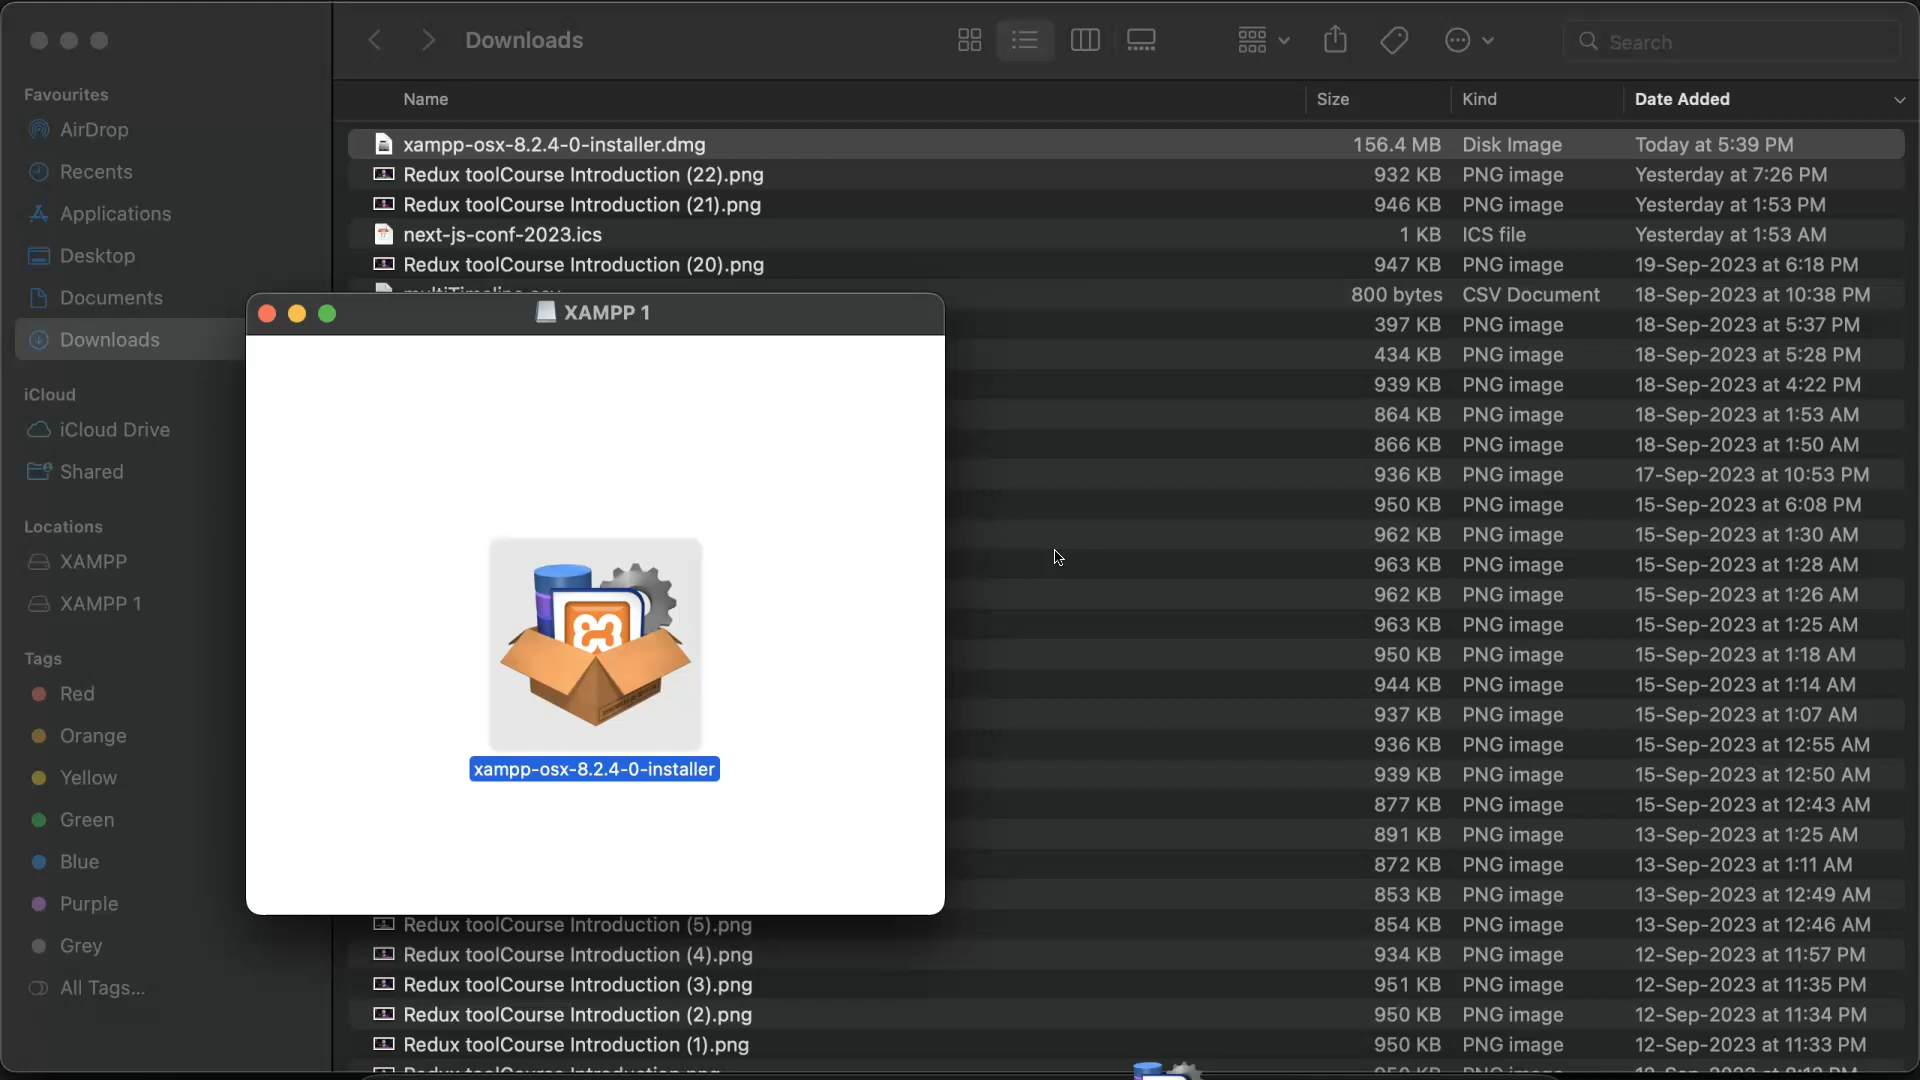 Downloads
Search
Favourites
AirDrop
Recents
Applications
Desktop
Documents
Downloads
iCloud
iCloud Drive
Shared
Locations
XAMPP
XAMPP 1
Tags
Red
Orange
Yellow
Green
Blue
Purple
Grey
All Tags...
Name Size Kind Date Added
xampp-osx-8.2.4-0-installer.dmg 156.4 MB Disk Image Today at 5:39 PM
Redux toolCourse Introduction (22).png 932 KB PNG image Yesterday at 7:26 PM
Redux toolCourse Introduction (21).png 946 KB PNG image Yesterday at 1:53 PM
next-js-conf-2023.ics 1 KB ICS file Yesterday at 1:53 AM
Redux toolCourse Introduction (20).png 947 KB PNG image 19-Sep-2023 at 6:18 PM
800 bytes CSV Document 18-Sep-2023 at 10:38 PM
397 KB PNG image 18-Sep-2023 at 5:37 PM
434 KB PNG image 18-Sep-2023 at 5:28 PM
939 KB PNG image 18-Sep-2023 at 4:22 PM
864 KB PNG image 18-Sep-2023 at 1:53 AM
866 KB PNG image 18-Sep-2023 at 1:50 AM
936 KB PNG image 17-Sep-2023 at 10:53 PM
950 KB PNG image 15-Sep-2023 at 6:08 PM
962 KB PNG image 15-Sep-2023 at 1:30 AM
963 KB PNG image 15-Sep-2023 at 1:28 AM
962 KB PNG image 15-Sep-2023 at 1:26 AM
963 KB PNG image 15-Sep-2023 at 1:25 AM
950 KB PNG image 15-Sep-2023 at 1:18 AM
944 KB PNG image 15-Sep-2023 at 1:14 AM
937 KB PNG image 15-Sep-2023 at 1:07 AM
936 KB PNG image 15-Sep-2023 at 12:55 AM
939 KB PNG image 15-Sep-2023 at 12:50 AM
877 KB PNG image 15-Sep-2023 at 12:43 AM
891 KB PNG image 13-Sep-2023 at 1:25 AM
872 KB PNG image 13-Sep-2023 at 1:11 AM
853 KB PNG image 13-Sep-2023 at 12:49 AM
Redux toolCourse Introduction (5).png 854 KB PNG image 13-Sep-2023 at 12:46 AM
Redux toolCourse Introduction (4).png 934 KB PNG image 12-Sep-2023 at 11:57 PM
Redux toolCourse Introduction (3).png 951 KB PNG image 12-Sep-2023 at 11:35 PM
Redux toolCourse Introduction (2).png 950 KB PNG image 12-Sep-2023 at 11:34 PM
Redux toolCourse Introduction (1).png 950 KB PNG image 12-Sep-2023 at 11:33 PM
XAMPP 1
xampp-osx-8.2.4-0-installer